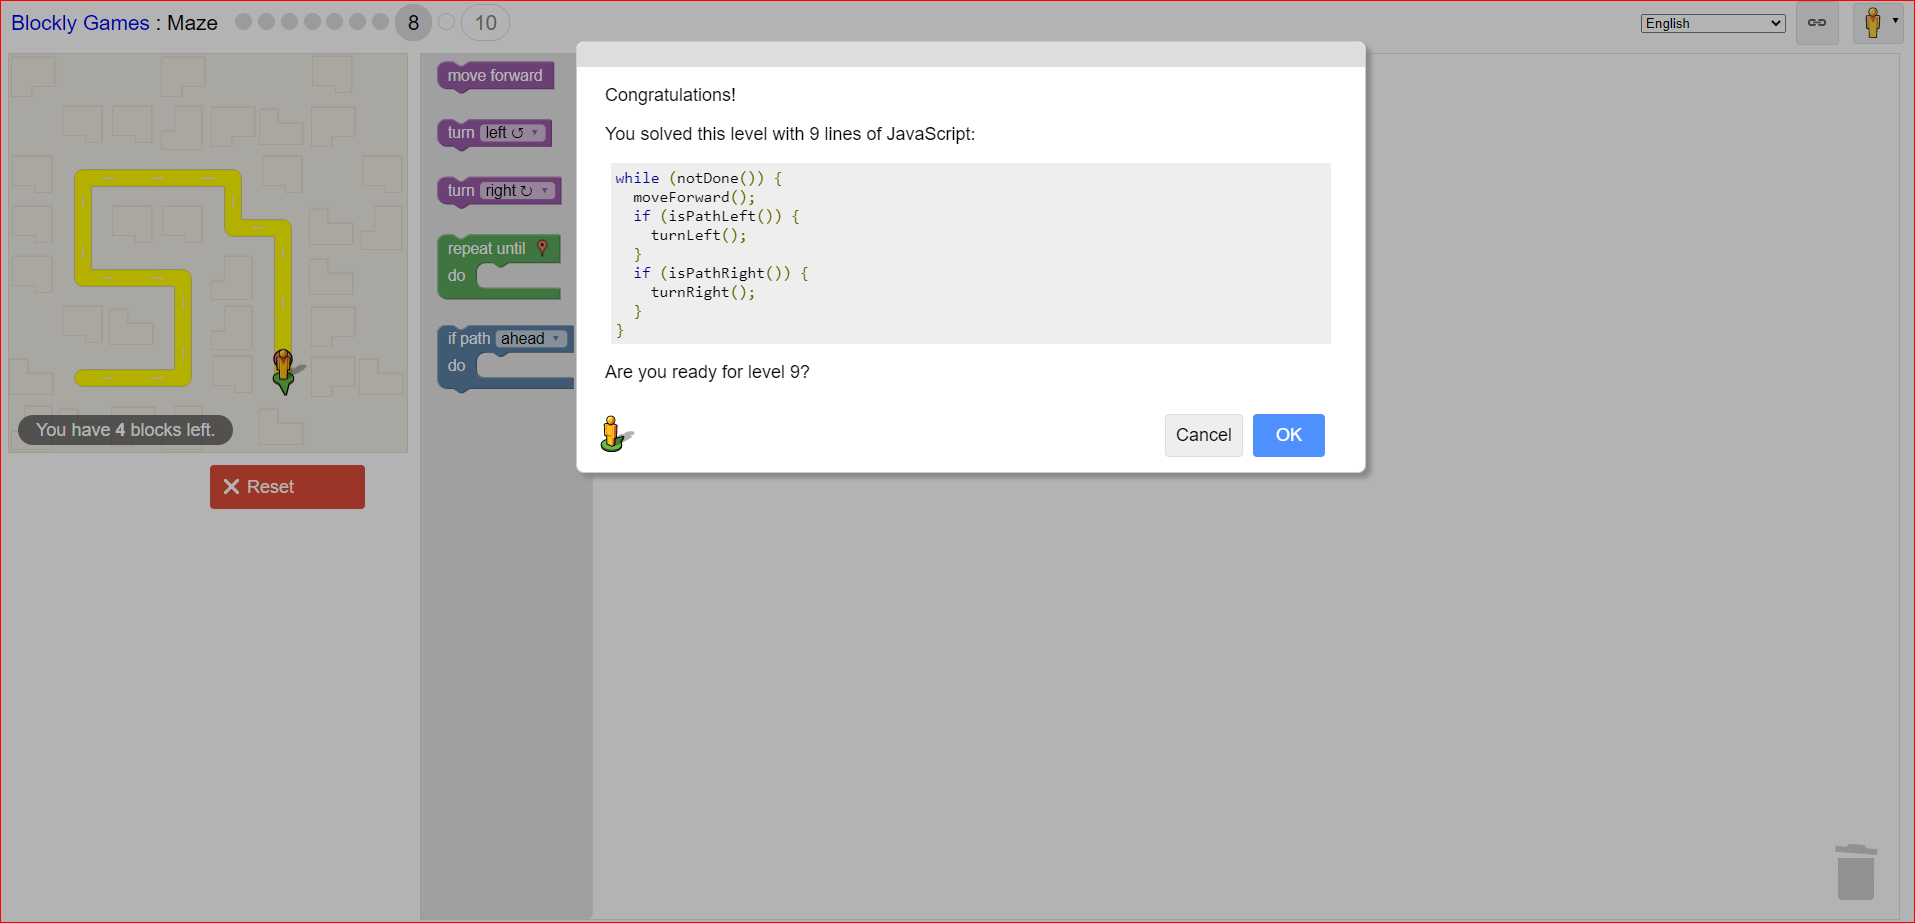 Blockly Games : Maze 8 10 English
move forward
turn left ↺
turn right ↻
repeat until
do
if path ahead
do
You have 4 blocks left.
Reset
Congratulations!
You solved this level with 9 lines of JavaScript:
while (notDone()) {
  moveForward();
  if (isPathLeft()) {
    turnLeft();
  }
  if (isPathRight()) {
    turnRight();
  }
}
Are you ready for level 9?
Cancel OK